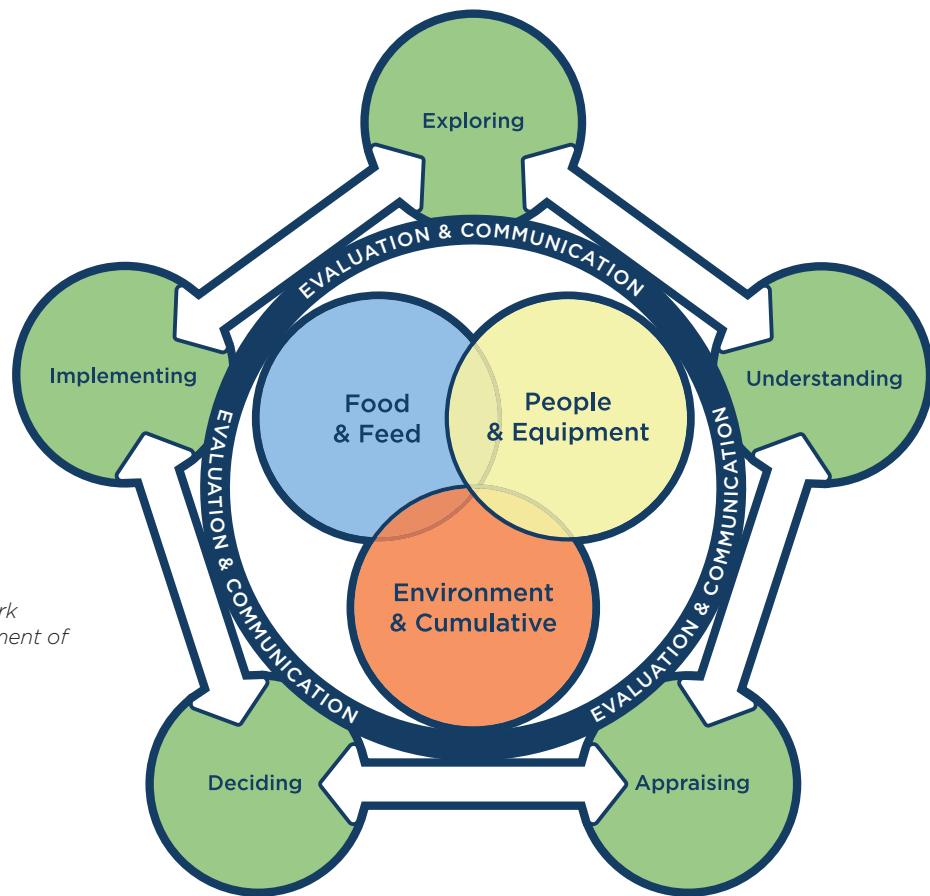 Exploring
EVALUATION & COMMUNICATION
Implementing
Understanding
Food
& Feed
People
& Equipment
EVALUATION & COMMUNICATION
EVALUATION & COMMUNICATION
Environment
& Cumulative
Deciding
Appraising